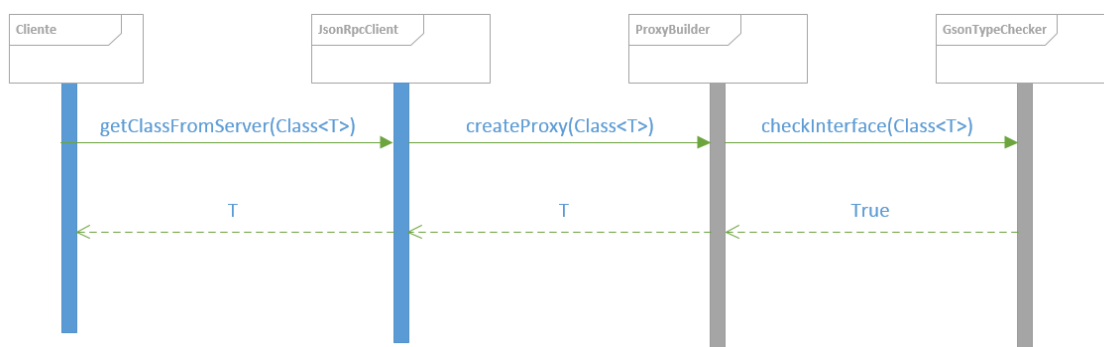 Cliente
JsonRpcClient
ProxyBuilder
GsonTypeChecker
getClassFromServer(Class<T>)
createProxy(Class<T>)
checkInterface(Class<T>)
T
T
True